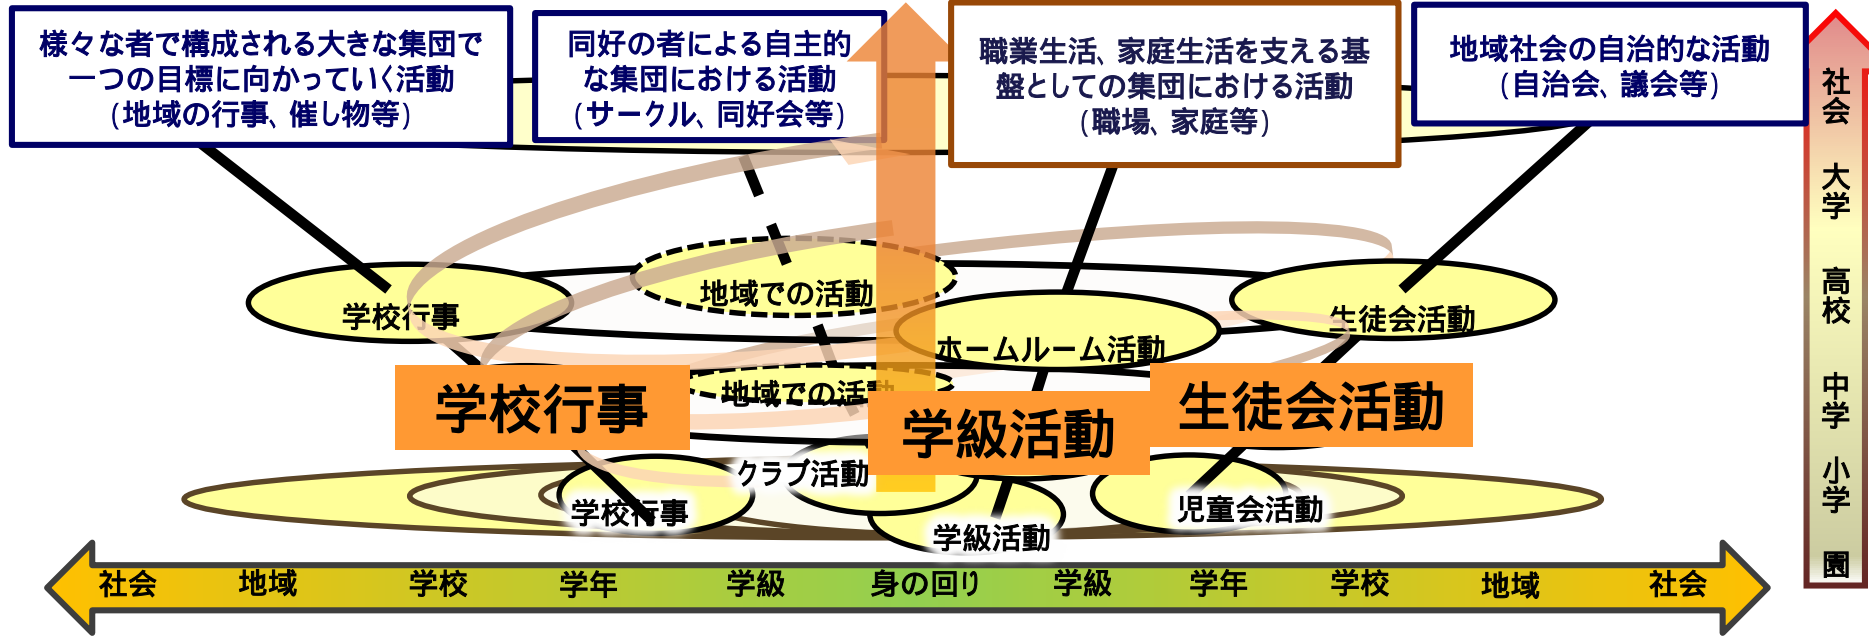 様々な者で構成される大きな集団で
一つの目標に向かっていく活動
(地域の行事、催し物等)
同好の者による自主的
な集団における活動
(サークル、同好会等)
職業生活、家庭生活を支える基
盤としての集団における活動
(職場、家庭等)
地域社会の自治的な活動
(自治会、議会等)
社会
大学
高校
中学
小学
園
学校行事
地域での活動
ホームルーム活動
生徒会活動
地域での活動
学校行事
学級活動
生徒会活動
クラブ活動
学校行事
学級活動
児童会活動
社会 地域 学校 学年 学級 身の回り 学級 学年 学校 地域 社会